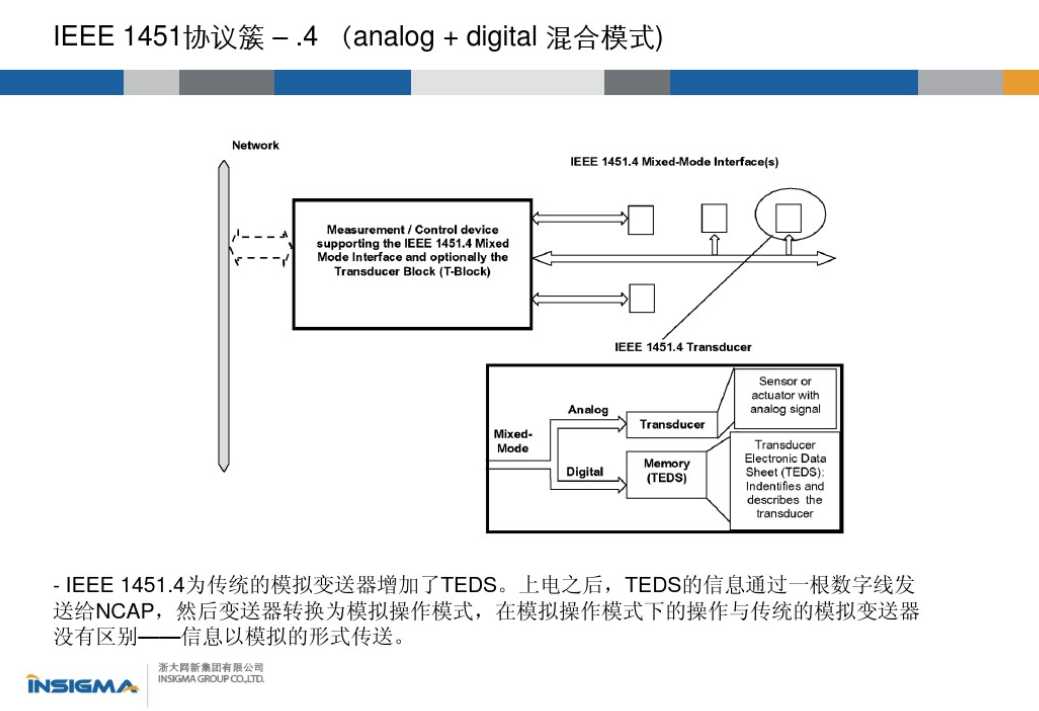 IEEE 1451协议簇 – .4 （analog + digital 混合模式)
Network
IEEE 1451.4 Mixed-Mode Interface(s)
Measurement / Control device
supporting the IEEE 1451.4 Mixed
Mode Interface and optionally the
Transducer Block (T-Block)
IEEE 1451.4 Transducer
Mixed-
Mode
Analog
Digital
Transducer
Memory
(TEDS)
Sensor or
actuator with
analog signal
Transducer
Electronic Data
Sheet (TEDS):
Indentifies and
describes the
transducer
- IEEE 1451.4为传统的模拟变送器增加了TEDS。上电之后，TEDS的信息通过一根数字线发
送给NCAP，然后变送器转换为模拟操作模式，在模拟操作模式下的操作与传统的模拟变送器
没有区别——信息以模拟的形式传送。
INSIGMA
浙大网新集团有限公司
INSIGMA GROUP CO.,LTD.